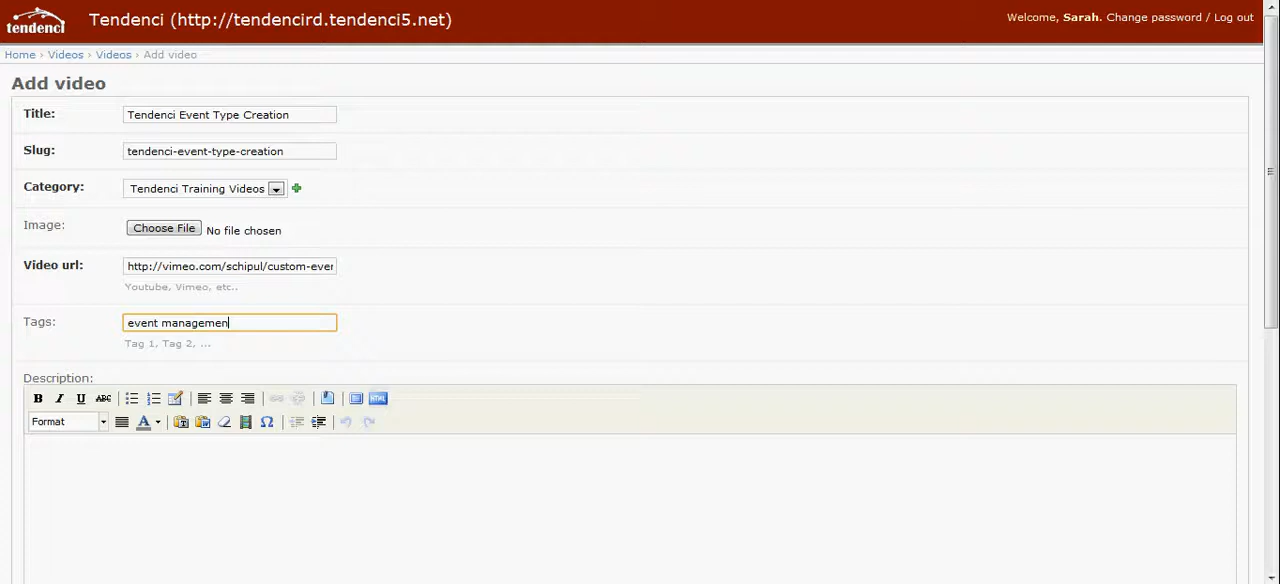 tendenci
Tendenci (http://tendencird.tendenci5.net)
Welcome, Sarah. Change password / Log out
Home › Videos › Videos › Add video
Add video
Title: Tendenci Event Type Creation
Slug: tendenci-event-type-creation
Category: Tendenci Training Videos
Image: Choose File No file chosen
Video url: http://vimeo.com/schipul/custom-ever
Youtube, Vimeo, etc..
Tags: event managemen
Tag 1, Tag 2, ...
Description:
B I U ABC HTML
Format A Ω